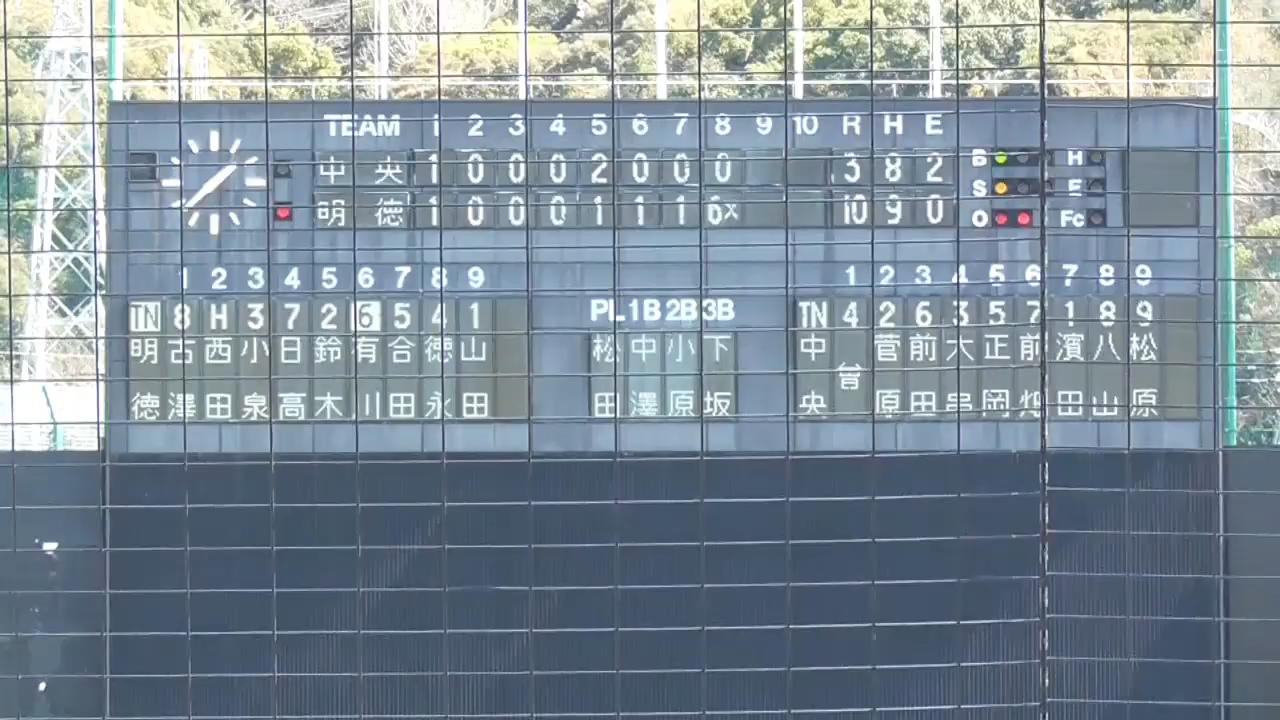 TEAM 1 2 3 4 5 6 7 8 9 10 R H E
中央 1 0 0 0 2 0 0 0 3 8 2
明徳 1 0 0 0 1 1 1 6x 10 9 0
B H
S E
O Fc
1 2 3 4 5 6 7 8 9
TN 8 H 3 7 2 6 5 4 1
明徳 古澤 西田 小泉 日高 鈴木 有川 合田 徳永 山田
PL 1B 2B 3B
松田 中澤 小原 下坂
1 2 3 4 5 6 7 8 9
TN 4 2 6 3 5 7 1 8 9
中央 菅原 前田 大串 正岡 前畑 濱田 八山 松原